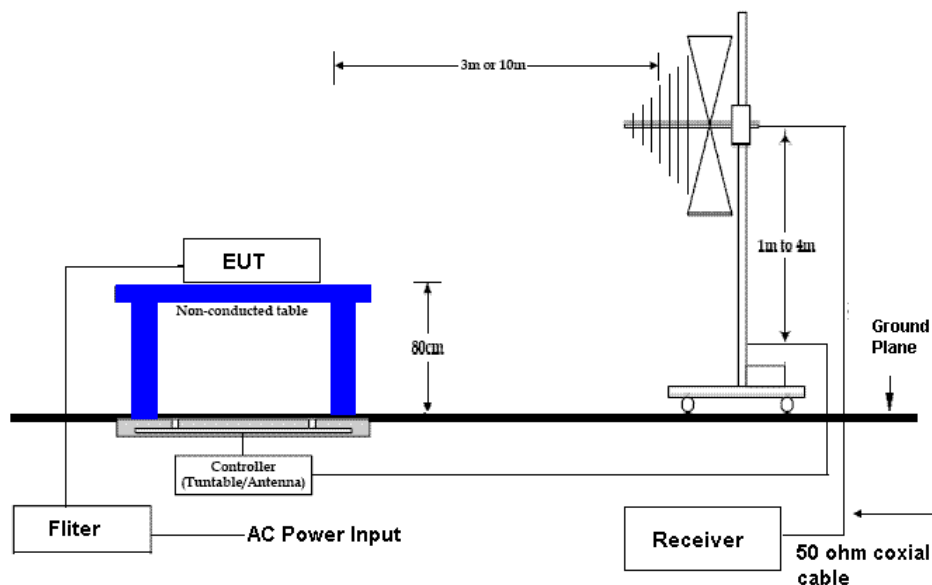 3m or 10m
EUT
1m to 4m
Non-conducted table
80cm
Ground
Plane
Controller
(Tuntable/Antenna)
Fliter
AC Power Input
Receiver
50 ohm coxial
cable